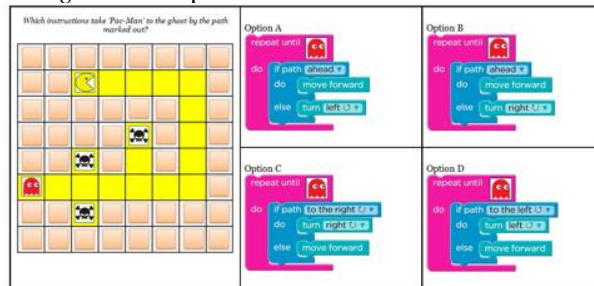 Which instructions take 'Pac-Man' to the ghost by the path
marked out?
Option A
repeat until
do if path ahead ▼
do move forward
else turn left ↺ ▼
Option B
repeat until
do if path ahead ▼
do move forward
else turn right ↻ ▼
Option C
repeat until
do if path to the right ↻ ▼
do turn right ↻ ▼
else move forward
Option D
repeat until
do if path to the left ↺ ▼
do turn left ↺ ▼
else move forward